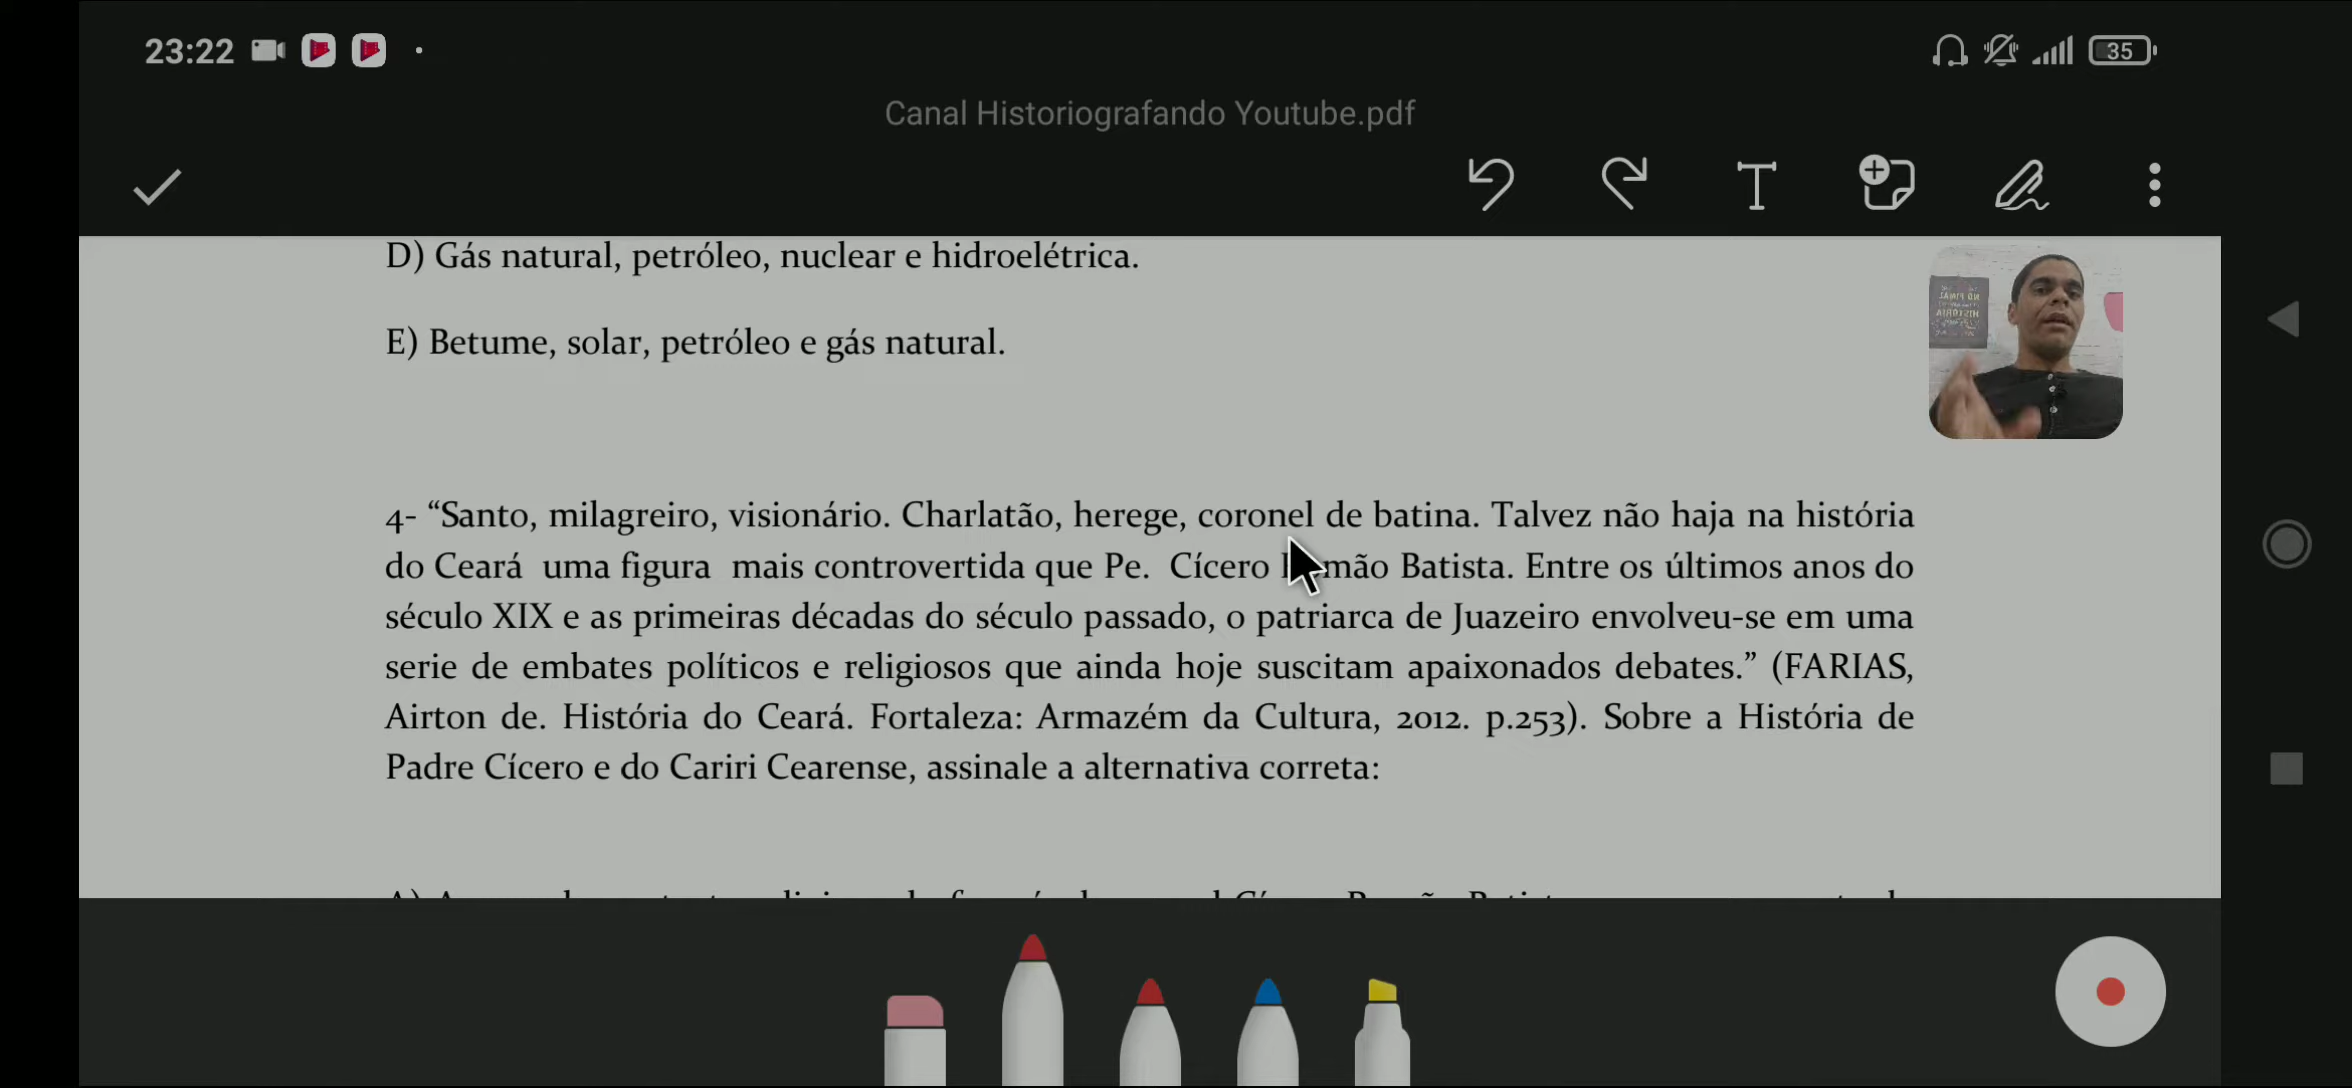 23:22
35
Canal Historiografando Youtube.pdf
D) Gás natural, petróleo, nuclear e hidroelétrica.
E) Betume, solar, petróleo e gás natural.
4- “Santo, milagreiro, visionário. Charlatão, herege, coronel de batina. Talvez não haja na história
do Ceará uma figura mais controvertida que Pe. Cícero Romão Batista. Entre os últimos anos do
século XIX e as primeiras décadas do século passado, o patriarca de Juazeiro envolveu-se em uma
serie de embates políticos e religiosos que ainda hoje suscitam apaixonados debates.” (FARIAS,
Airton de. História do Ceará. Fortaleza: Armazém da Cultura, 2012. p.253). Sobre a História de
Padre Cícero e do Cariri Cearense, assinale a alternativa correta: